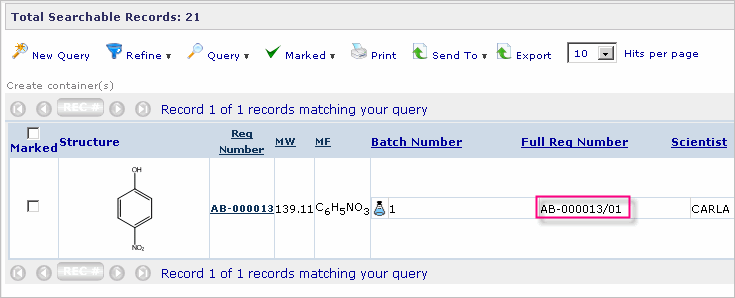 Total Searchable Records: 21
New Query Refine Query Marked Print Send To Export 10 Hits per page
Create container(s)
REC # Record 1 of 1 records matching your query
Marked Structure Reg Number MW MF Batch Number Full Reg Number Scientist
OH
AB-000013 139.11 C6H5NO3 1 AB-000013/01 CARLA
NO2
REC # Record 1 of 1 records matching your query